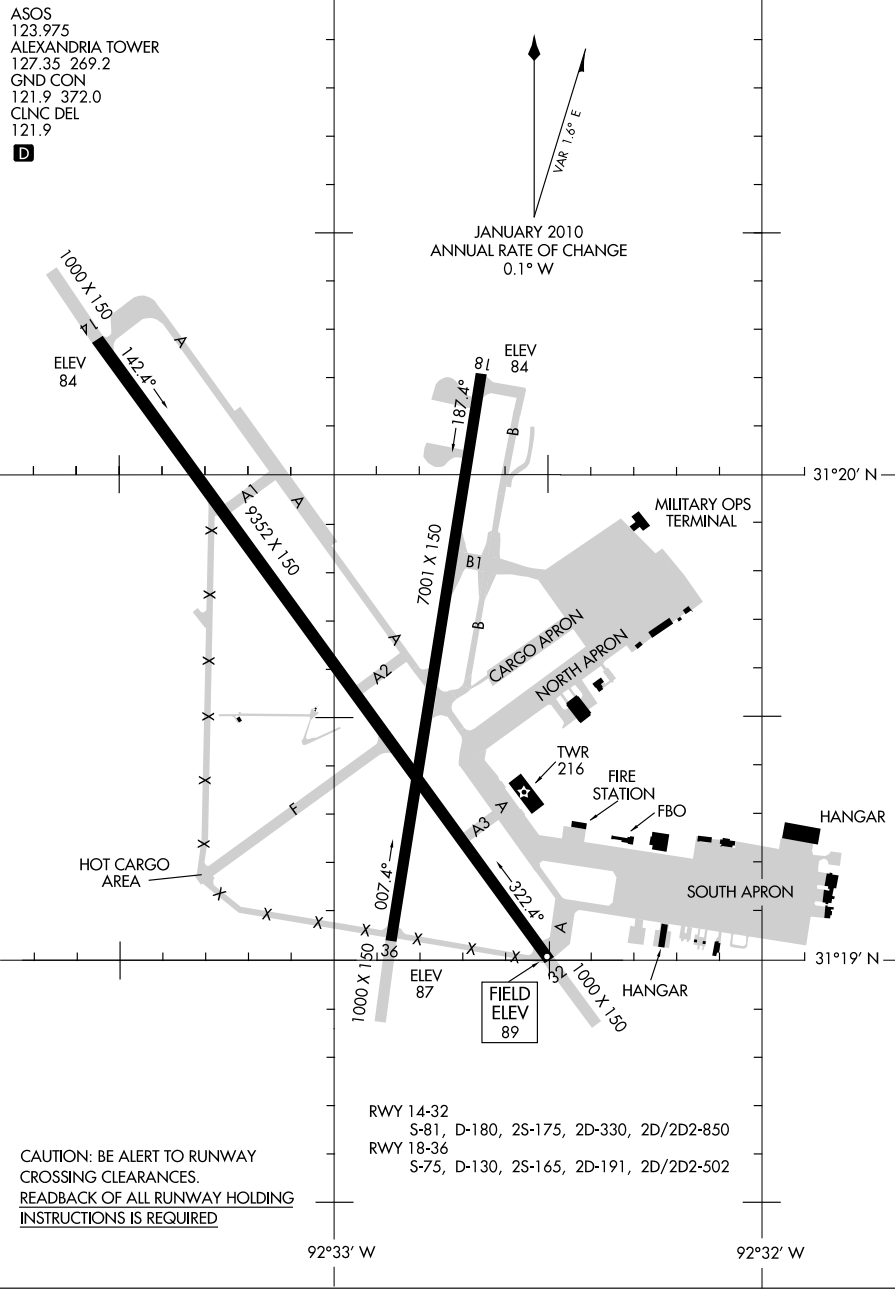 ASOS
123.975
ALEXANDRIA TOWER
127.35 269.2
GND CON
121.9 372.0
CLNC DEL
121.9
D
VAR 1.6° E
JANUARY 2010
ANNUAL RATE OF CHANGE
0.1° W
1000 X 150
14
ELEV
84
142.4°
A
18
ELEV
84
187.4°
B
31°20' N
A1
A
9352 X 150
MILITARY OPS
TERMINAL
7001 X 150
B1
X
X
B
CARGO APRON
NORTH APRON
A
A2
X
X
TWR
216
X
F
A
A3
FIRE
STATION
FBO
HANGAR
X
HOT CARGO
AREA
X
007.4°
322.4°
SOUTH APRON
X
X
X
X
X
X
A
36
1000 X 150
ELEV
87
32
1000 X 150
31°19' N
HANGAR
FIELD
ELEV
89
RWY 14-32
S-81, D-180, 2S-175, 2D-330, 2D/2D2-850
RWY 18-36
S-75, D-130, 2S-165, 2D-191, 2D/2D2-502
CAUTION: BE ALERT TO RUNWAY
CROSSING CLEARANCES.
READBACK OF ALL RUNWAY HOLDING
INSTRUCTIONS IS REQUIRED
92°33' W
92°32' W